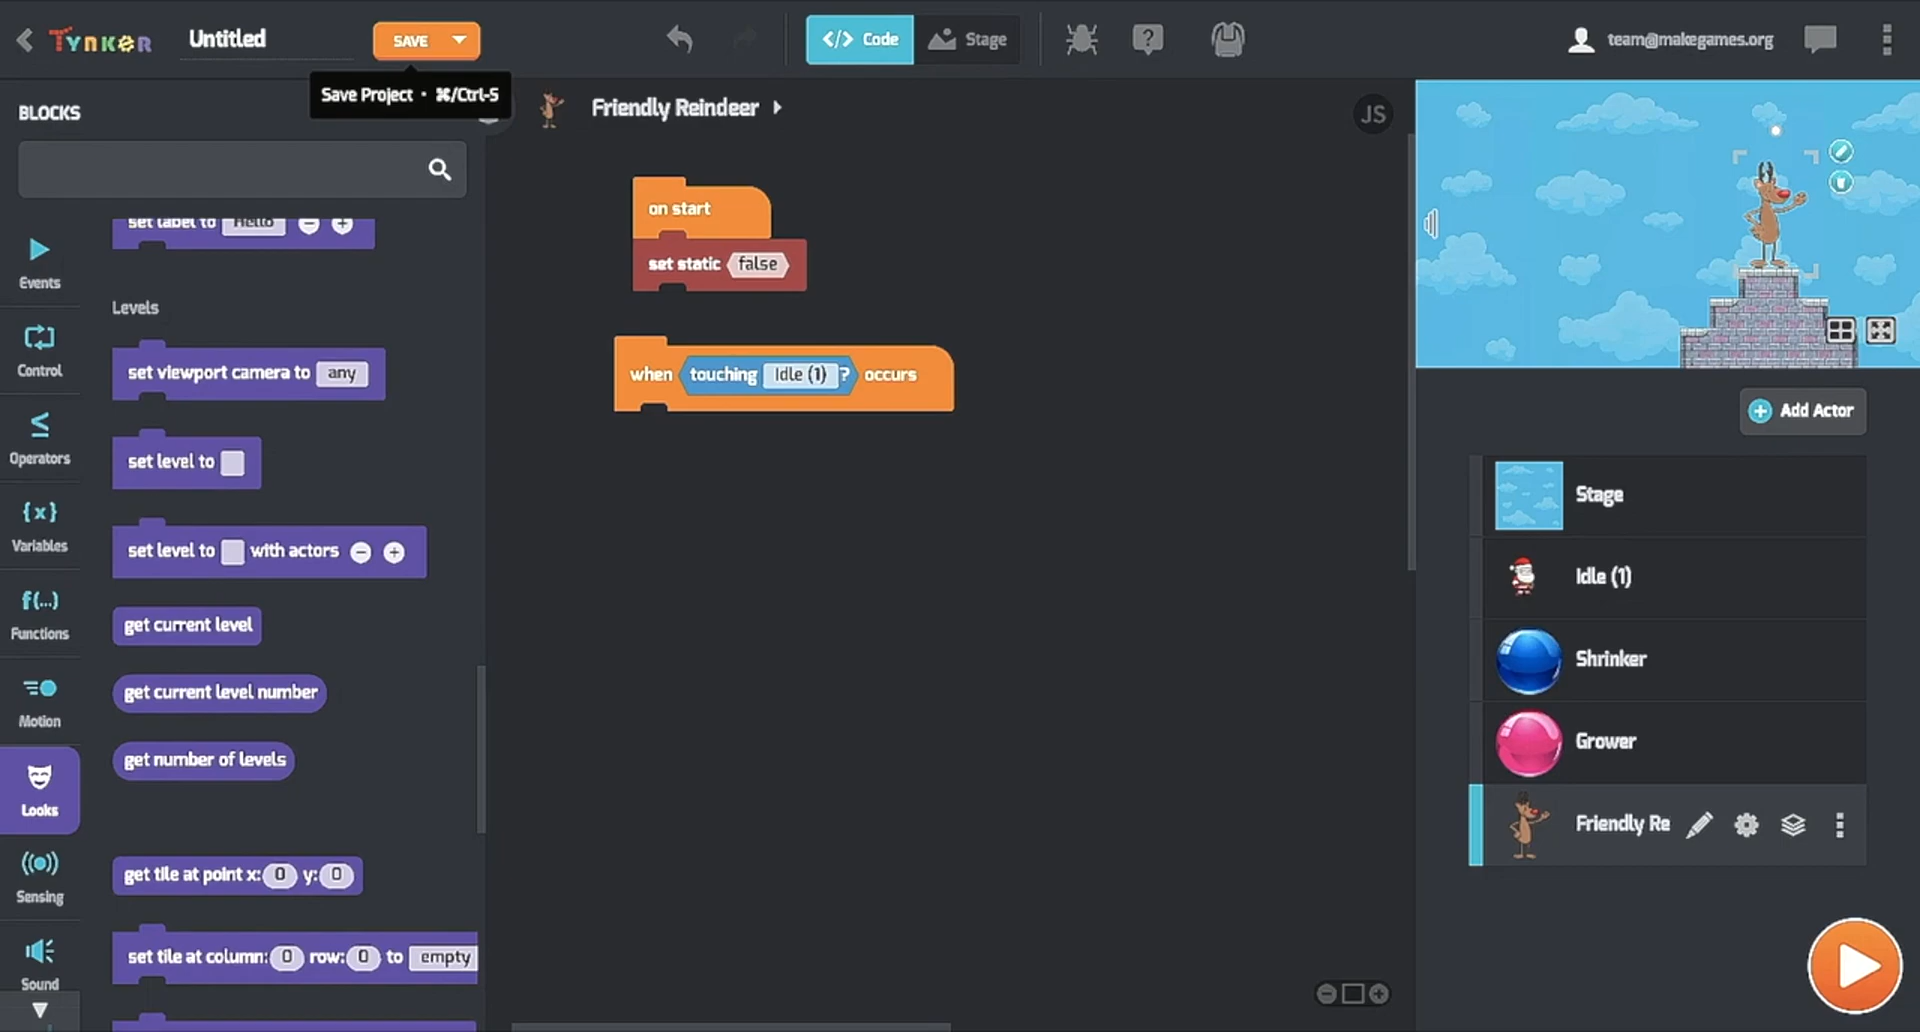 TYNKER
Untitled
SAVE
</> Code
Stage
?
team@makegames.org
Save Project · ⌘/Ctrl-S
BLOCKS
Friendly Reindeer
JS
set label to Hello
Events
Levels
Control
set viewport camera to any
Operators
set level to
{x}
Variables
set level to with actors
f(...)
Functions
get current level
get current level number
Motion
get number of levels
Looks
get tile at point x: 0 y: 0
Sensing
set tile at column: 0 row: 0 to empty
Sound
on start
set static false
when touching Idle (1) ? occurs
Add Actor
Stage
Idle (1)
Shrinker
Grower
Friendly Re